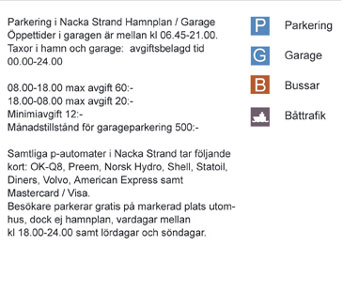 Parkering i Nacka Strand Hamnplan / Garage
Öppettider i garagen är mellan kl 06.45-21.00.
Taxor i hamn och garage: avgiftsbelagd tid
00.00-24.00
08.00-18.00 max avgift 60:-
18.00-08.00 max avgift 20:-
Minimiavgift 12:-
Månadstillstånd för garageparkering 500:-
Samtliga p-automater i Nacka Strand tar följande
kort: OK-Q8, Preem, Norsk Hydro, Shell, Statoil,
Diners, Volvo, American Express samt
Mastercard / Visa.
Besökare parkerar gratis på markerad plats utom-
hus, dock ej hamnplan, vardagar mellan
kl 18.00-24.00 samt lördagar och söndagar.
P Parkering
G Garage
B Bussar
Båttrafik